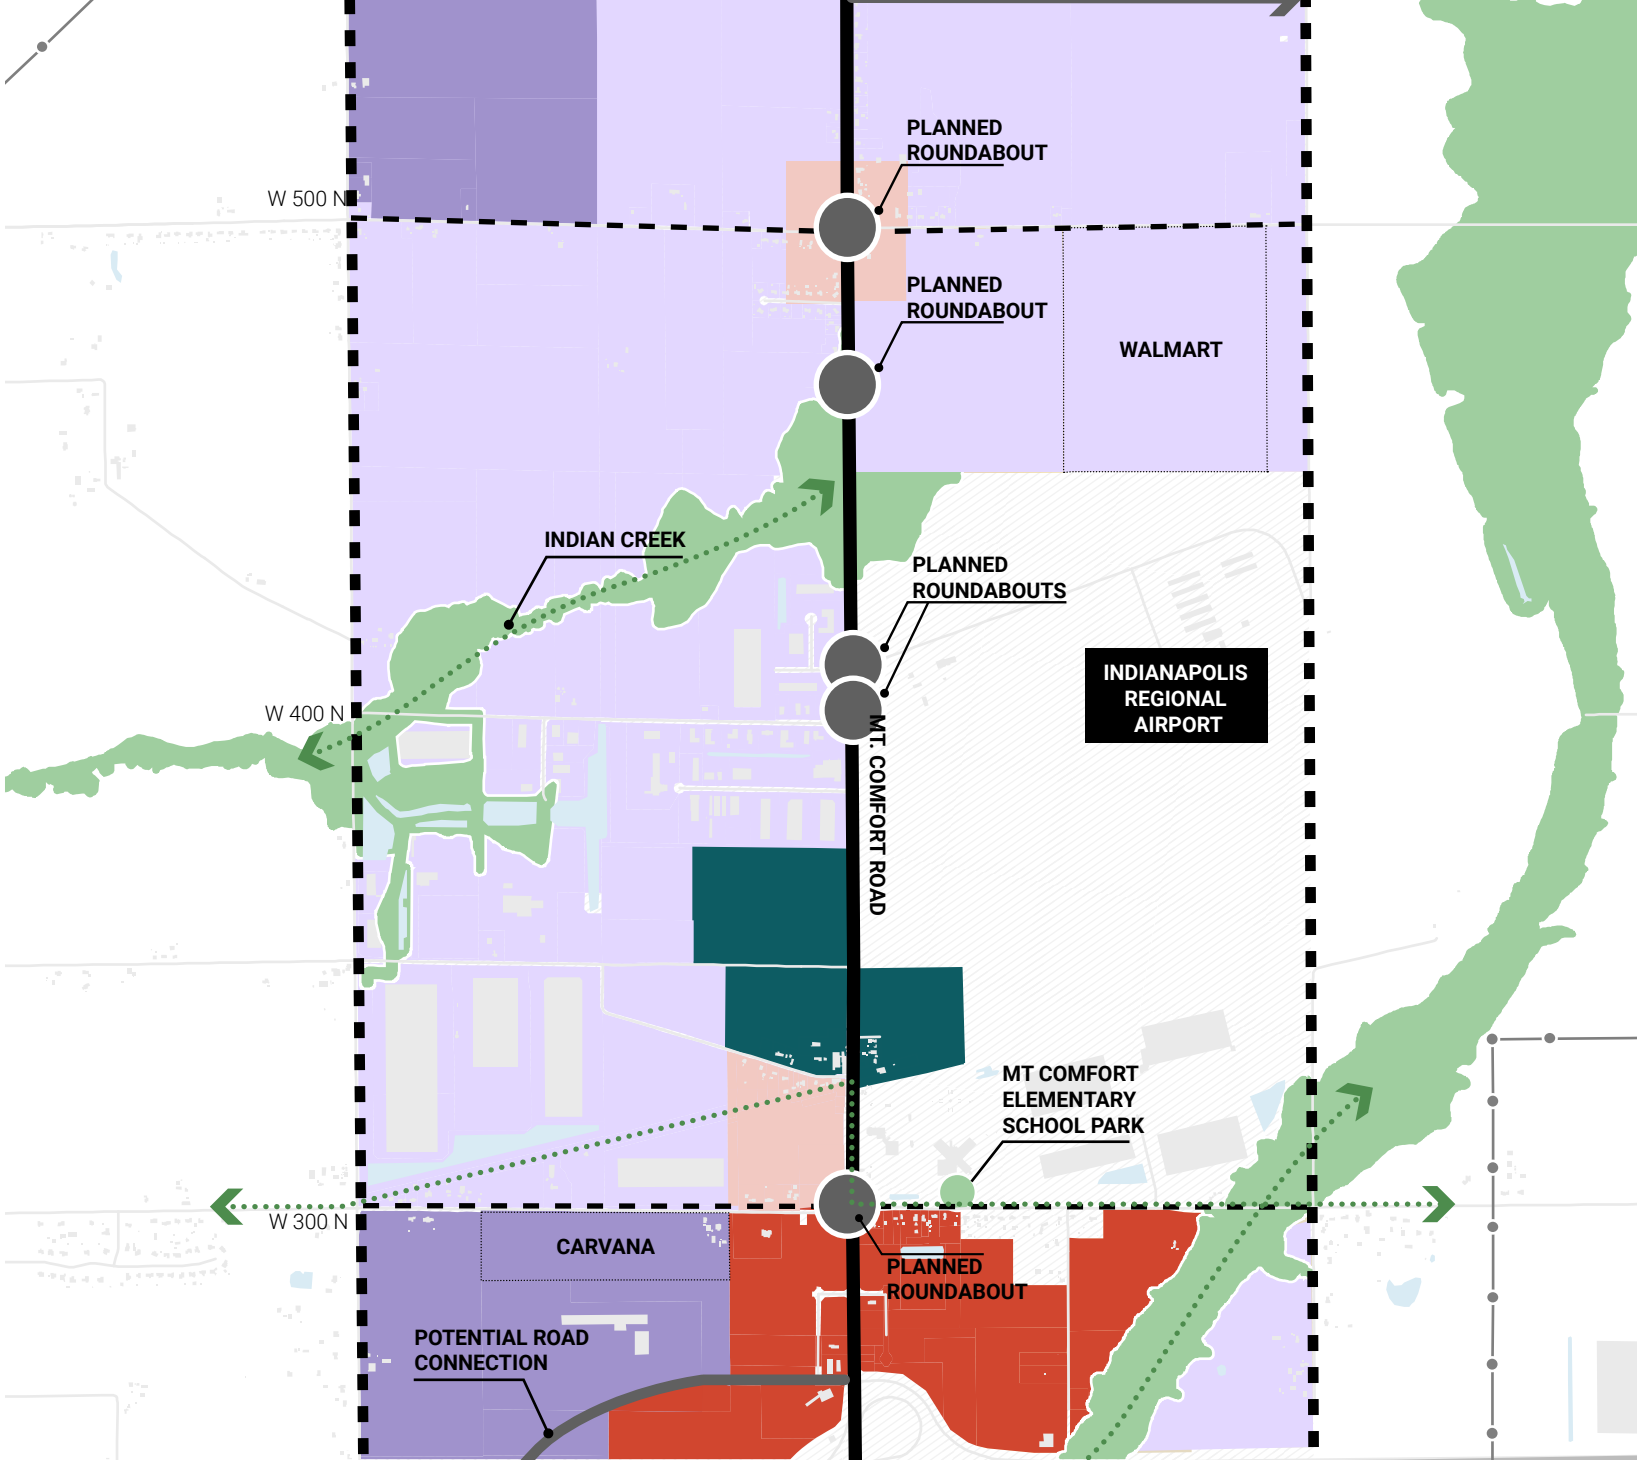 PLANNED
ROUNDABOUT
W 500 N
PLANNED
ROUNDABOUT
WALMART
INDIAN CREEK
PLANNED
ROUNDABOUTS
INDIANAPOLIS
REGIONAL
AIRPORT
W 400 N
MT. COMFORT ROAD
MT COMFORT
ELEMENTARY
SCHOOL PARK
W 300 N
CARVANA
PLANNED
ROUNDABOUT
POTENTIAL ROAD
CONNECTION